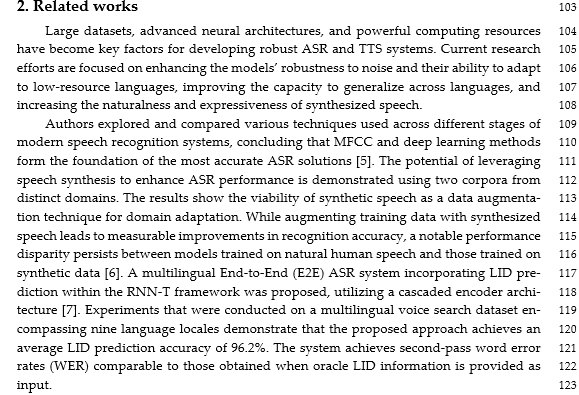 2. Related works 103
Large datasets, advanced neural architectures, and powerful computing resources 104
have become key factors for developing robust ASR and TTS systems. Current research 105
efforts are focused on enhancing the models' robustness to noise and their ability to adapt 106
to low-resource languages, improving the capacity to generalize across languages, and 107
increasing the naturalness and expressiveness of synthesized speech. 108
Authors explored and compared various techniques used across different stages of 109
modern speech recognition systems, concluding that MFCC and deep learning methods 110
form the foundation of the most accurate ASR solutions [5]. The potential of leveraging 111
speech synthesis to enhance ASR performance is demonstrated using two corpora from 112
distinct domains. The results show the viability of synthetic speech as a data augmenta- 113
tion technique for domain adaptation. While augmenting training data with synthesized 114
speech leads to measurable improvements in recognition accuracy, a notable performance 115
disparity persists between models trained on natural human speech and those trained on 116
synthetic data [6]. A multilingual End-to-End (E2E) ASR system incorporating LID pre- 117
diction within the RNN-T framework was proposed, utilizing a cascaded encoder archi- 118
tecture [7]. Experiments that were conducted on a multilingual voice search dataset en- 119
compassing nine language locales demonstrate that the proposed approach achieves an 120
average LID prediction accuracy of 96.2%. The system achieves second-pass word error 121
rates (WER) comparable to those obtained when oracle LID information is provided as 122
input. 123